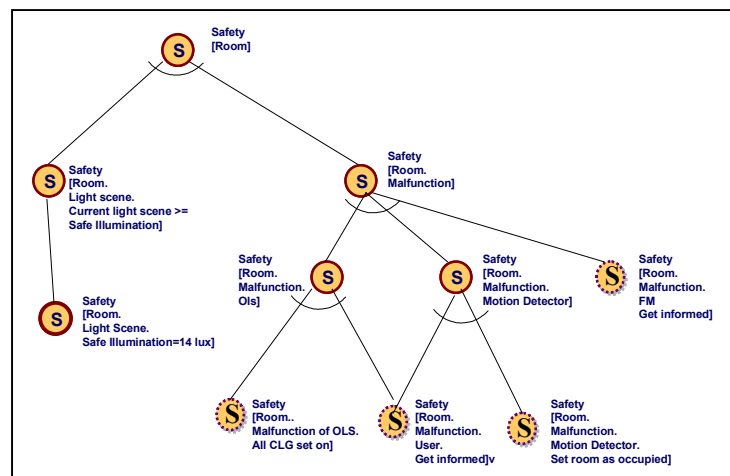 Safety
[Room]
S
S
Safety
[Room.
Light scene.
Current light scene >=
Safe Illumination]
S
Safety
[Room.
Malfunction]
S
Safety
[Room.
Malfunction.
Ols]
S
Safety
[Room.
Malfunction.
Motion Detector]
S
Safety
[Room.
Malfunction.
FM
Get informed]
S
Safety
[Room.
Light Scene.
Safe Illumination=14 lux]
S
Safety
[Room..
Malfunction of OLS.
All CLG set on]
S
Safety
[Room.
Malfunction.
User.
Get informed]v
S
Safety
[Room.
Malfunction.
Motion Detector.
Set room as occupied]